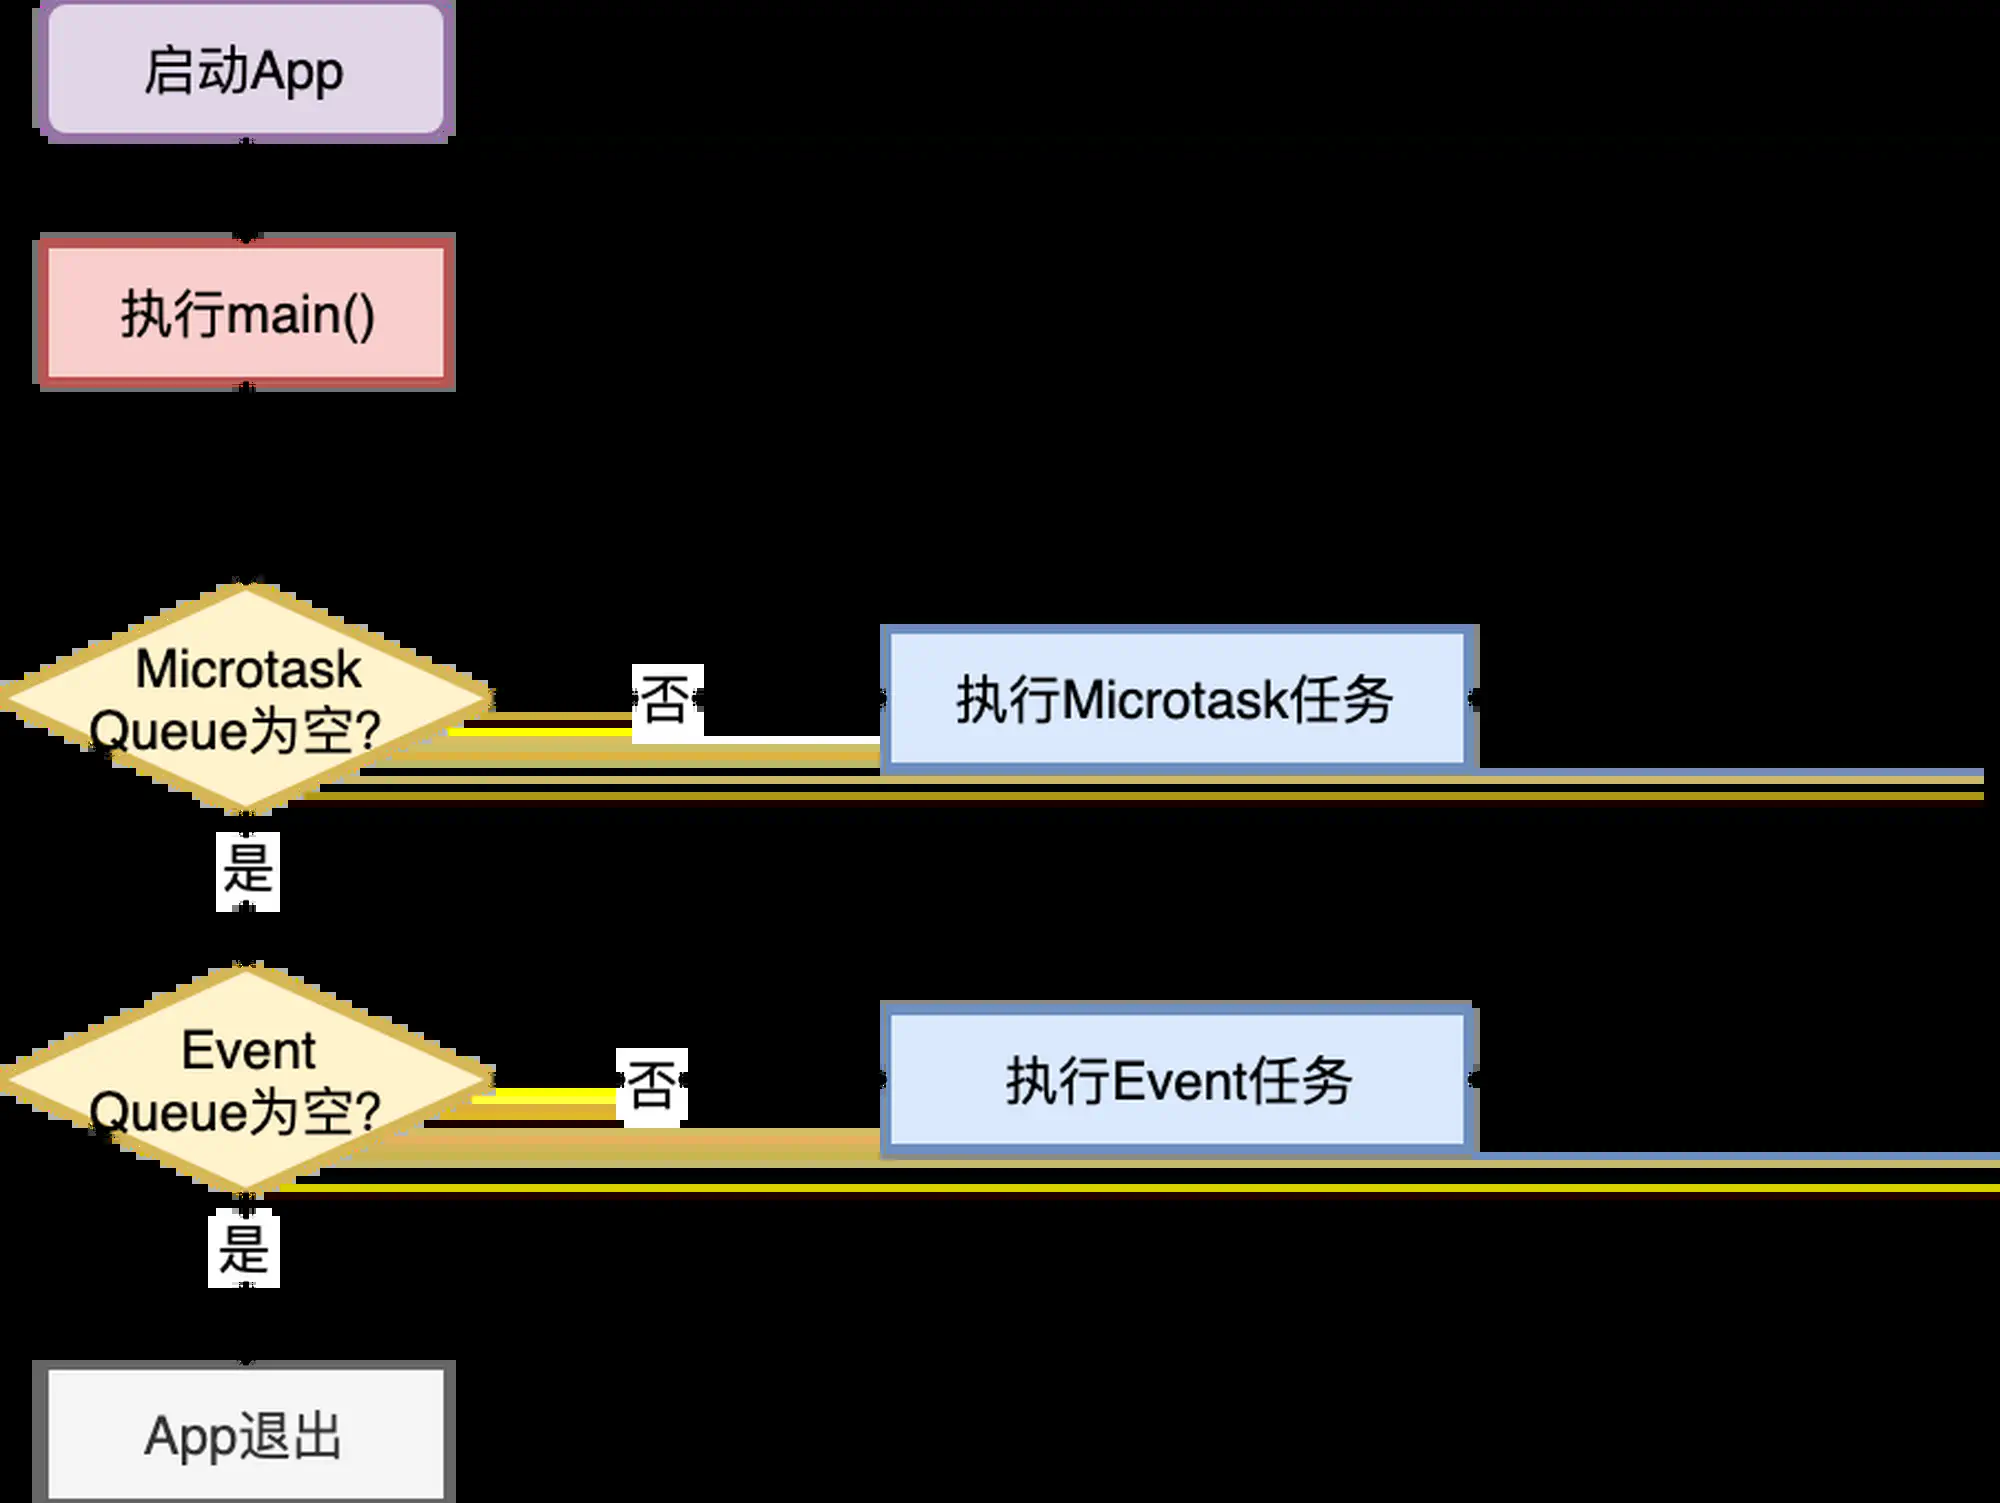 启动App
执行main()
Microtask
Queue为空?
否
执行Microtask任务
是
Event
Queue为空?
否
执行Event任务
是
App退出